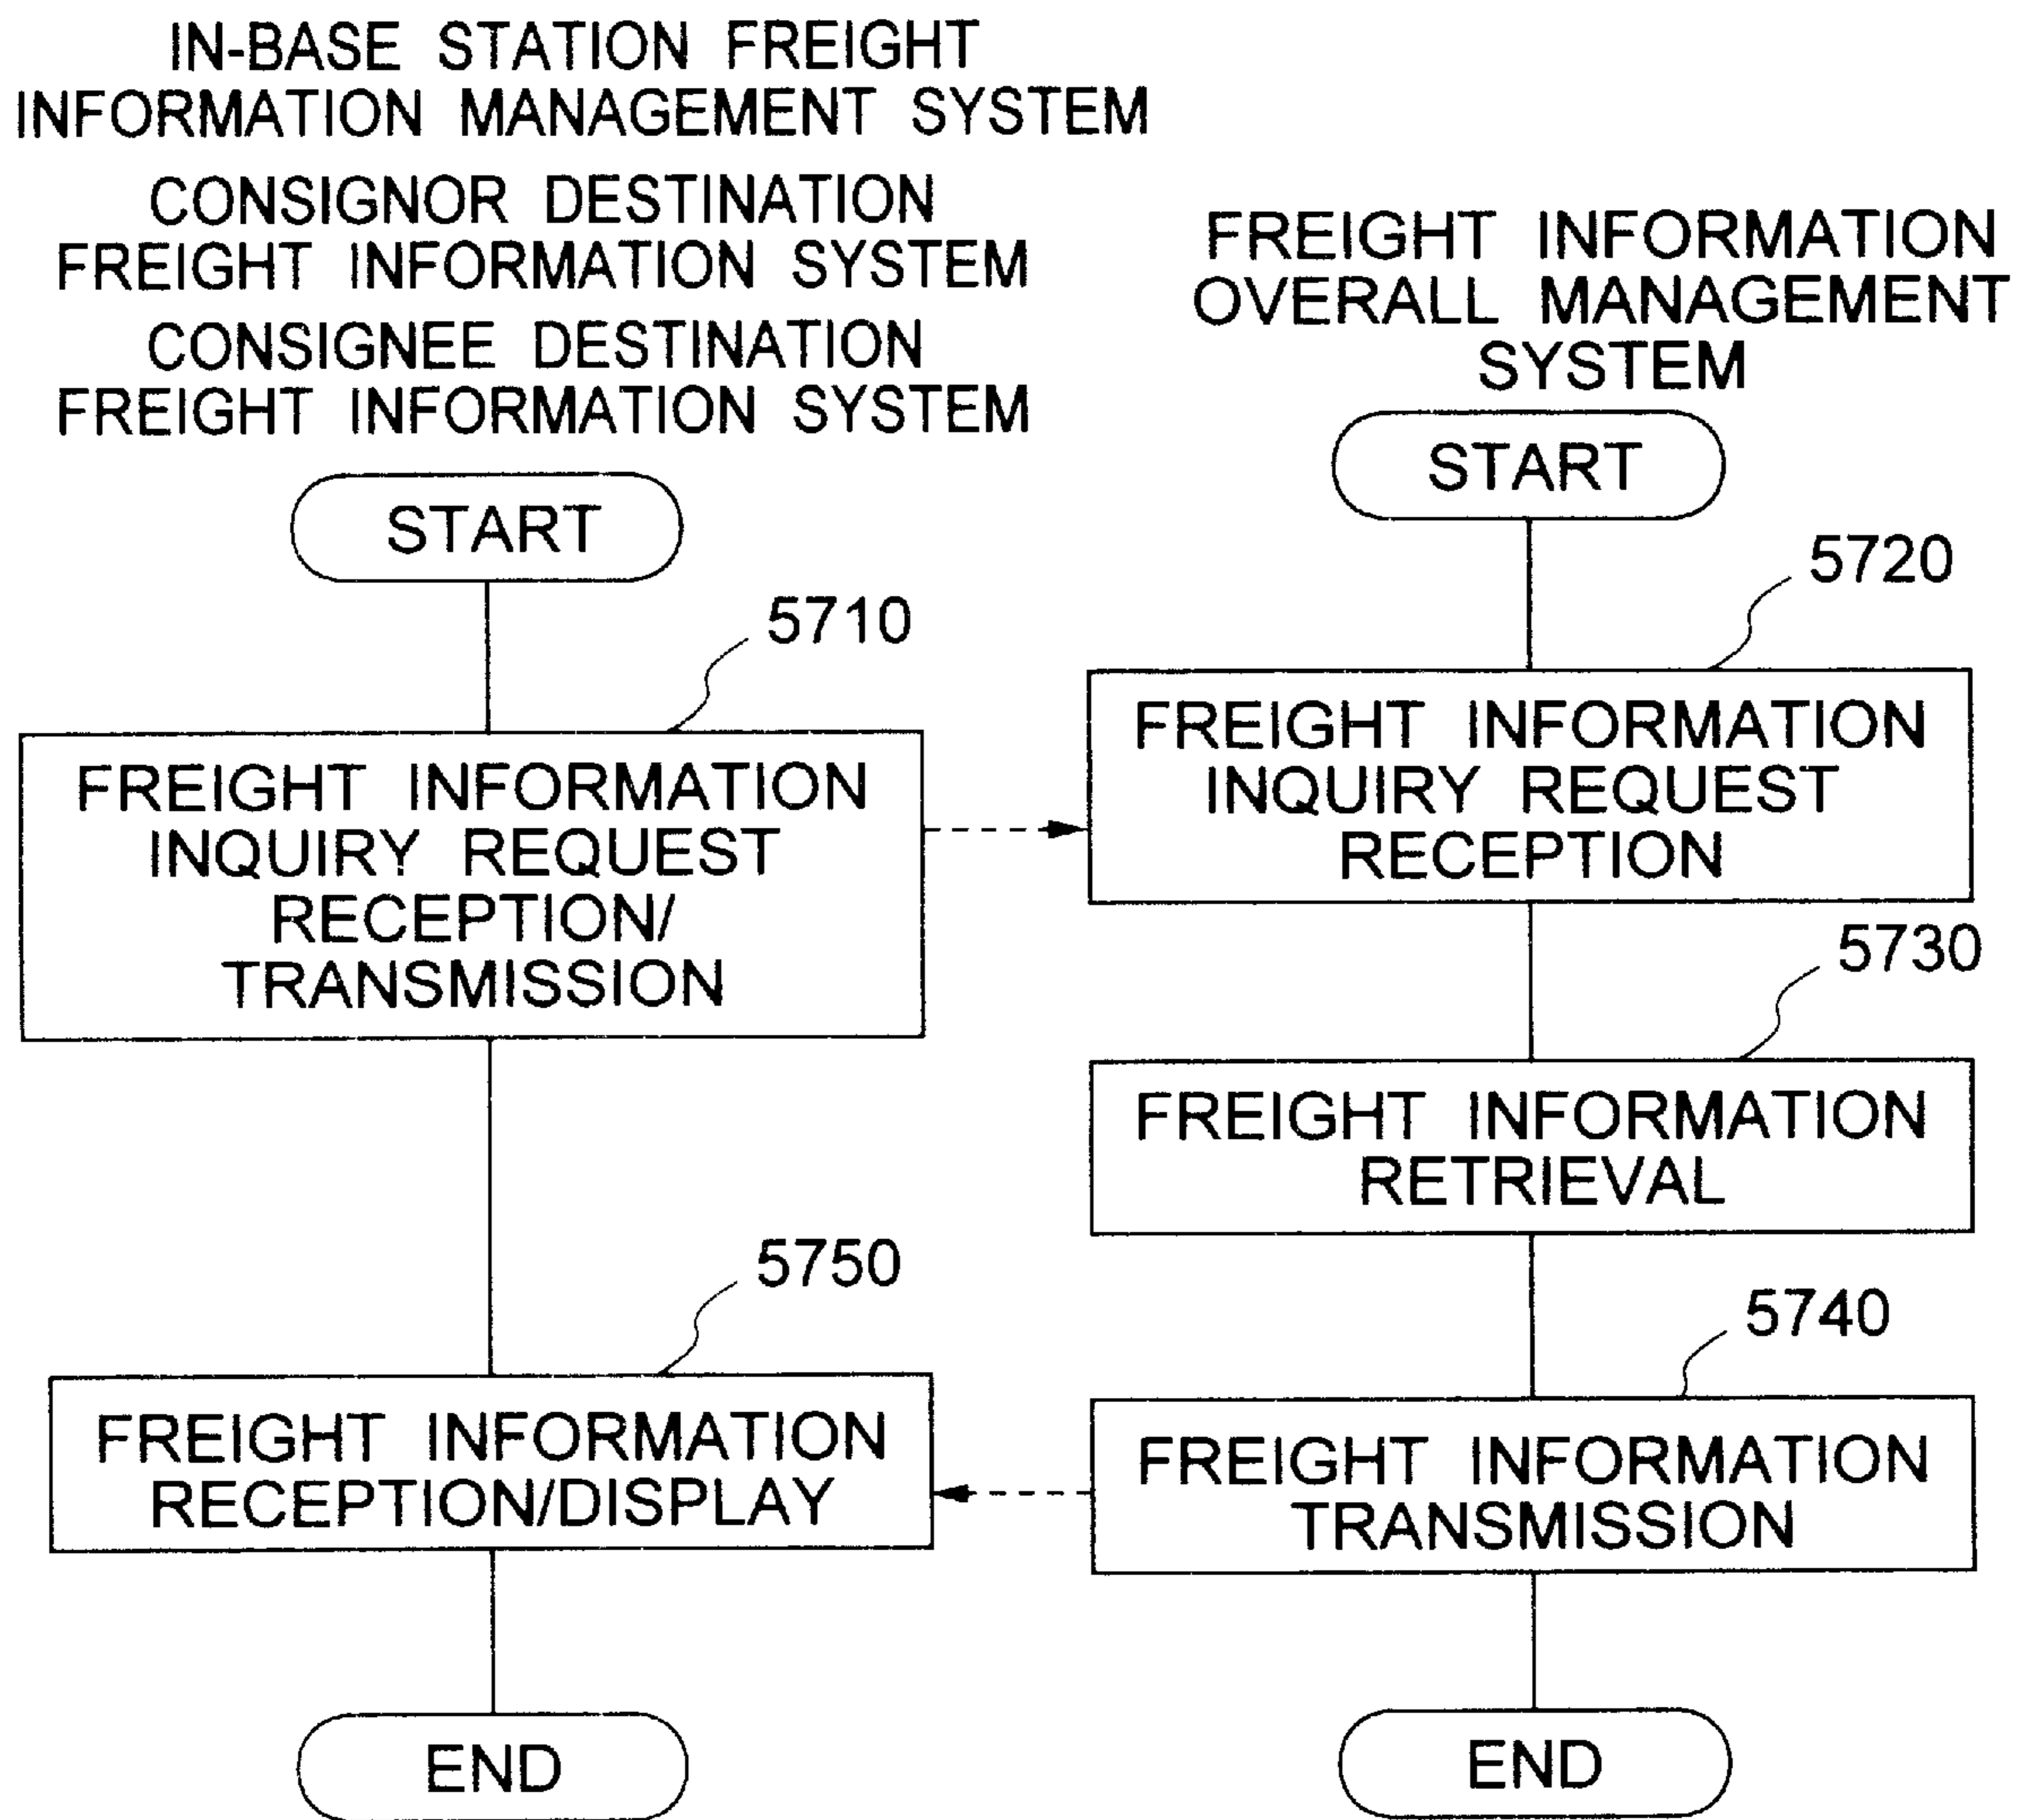 IN-BASE STATION FREIGHT
INFORMATION MANAGEMENT SYSTEM
CONSIGNOR DESTINATION
FREIGHT INFORMATION SYSTEM
CONSIGNEE DESTINATION
FREIGHT INFORMATION SYSTEM
START
5710
FREIGHT INFORMATION
INQUIRY REQUEST
RECEPTION/
TRANSMISSION
5750
FREIGHT INFORMATION
RECEPTION/DISPLAY
END
FREIGHT INFORMATION
OVERALL MANAGEMENT
SYSTEM
START
5720
FREIGHT INFORMATION
INQUIRY REQUEST
RECEPTION
5730
FREIGHT INFORMATION
RETRIEVAL
5740
FREIGHT INFORMATION
TRANSMISSION
END